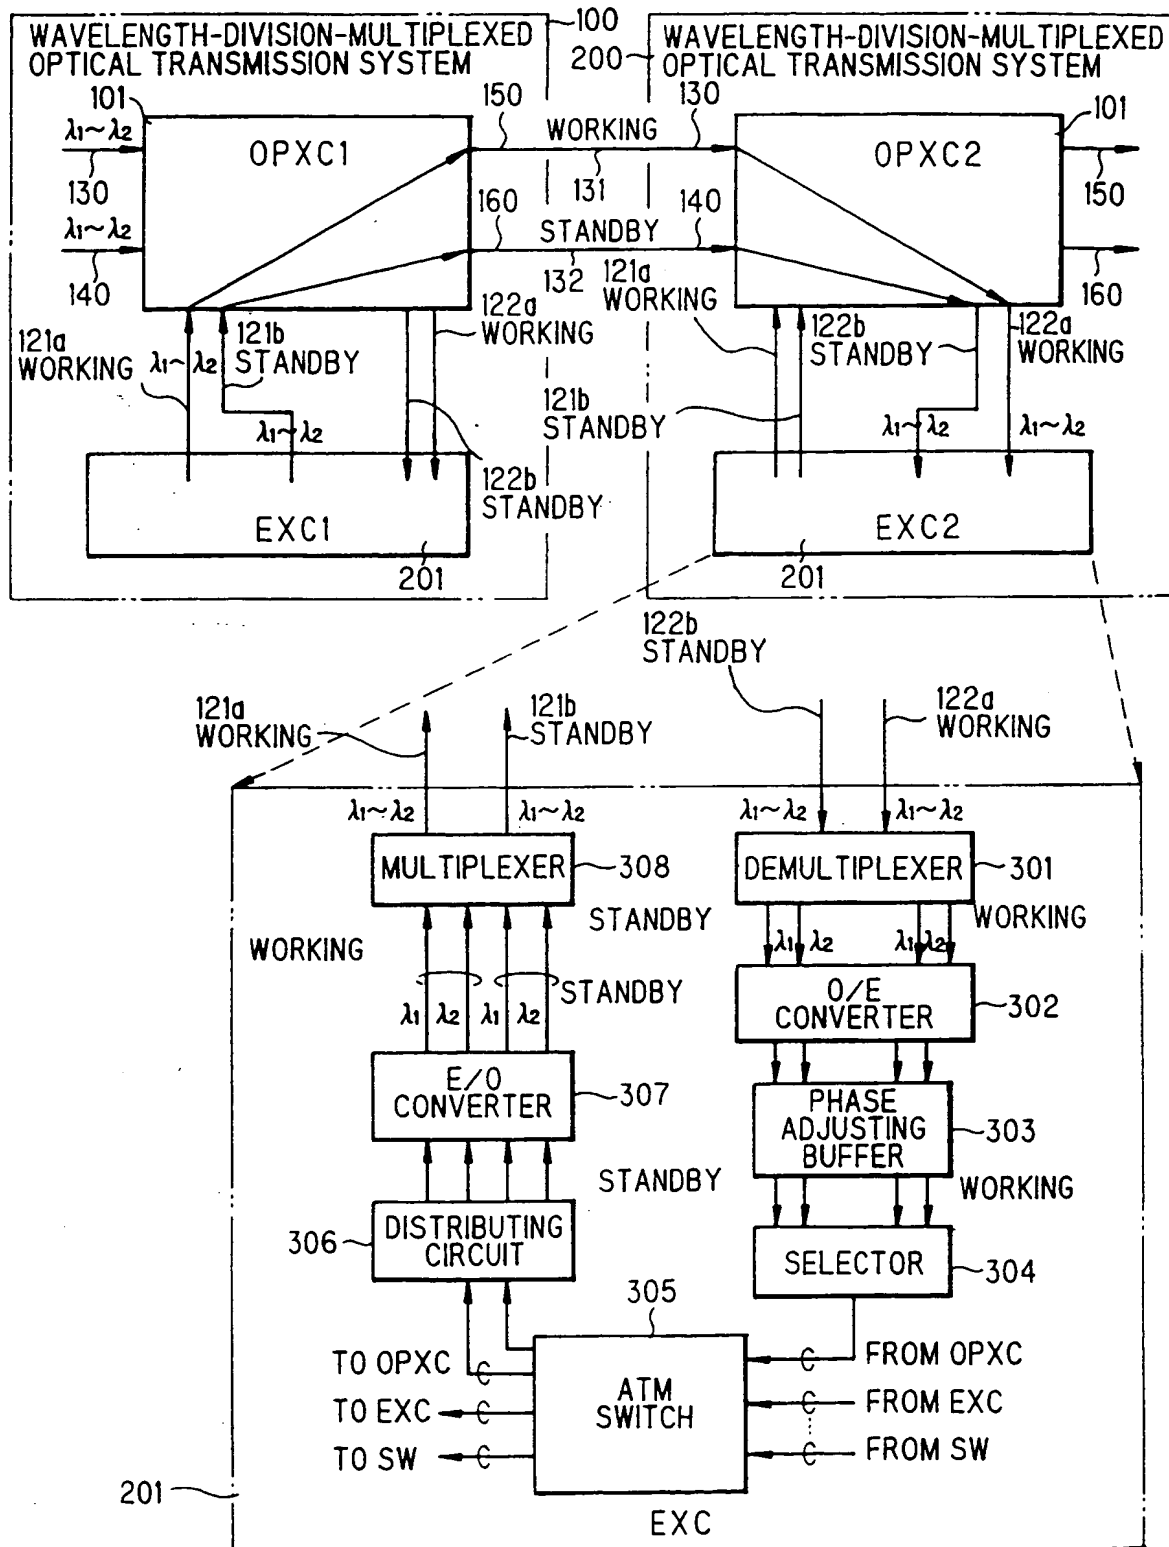 100
WAVELENGTH-DIVISION-MULTIPLEXED
OPTICAL TRANSMISSION SYSTEM
200
WAVELENGTH-DIVISION-MULTIPLEXED
OPTICAL TRANSMISSION SYSTEM
101
λ1~λ2
130
λ1~λ2
140
OPXC1
150
WORKING
131
130
160
STANDBY
132
140
101
OPXC2
150
160
121a
WORKING
λ1~λ2
121b
STANDBY
λ1~λ2
122a
WORKING
122b
STANDBY
EXC1
201
121a
WORKING
121b
STANDBY
122b
STANDBY
λ1~λ2
122a
WORKING
λ1~λ2
EXC2
201
122b
STANDBY
122a
WORKING
121a
WORKING
121b
STANDBY
λ1~λ2
λ1~λ2
λ1~λ2
λ1~λ2
MULTIPLEXER
308
DEMULTIPLEXER
301
STANDBY
WORKING
WORKING
λ1
λ2
λ1
λ2
STANDBY
λ1
λ2
λ1
λ2
O/E
CONVERTER
302
E/O
CONVERTER
307
PHASE
ADJUSTING
BUFFER
303
STANDBY
WORKING
306
DISTRIBUTING
CIRCUIT
SELECTOR
304
305
ATM
SWITCH
TO OPXC
TO EXC
TO SW
FROM OPXC
FROM EXC
FROM SW
201
EXC